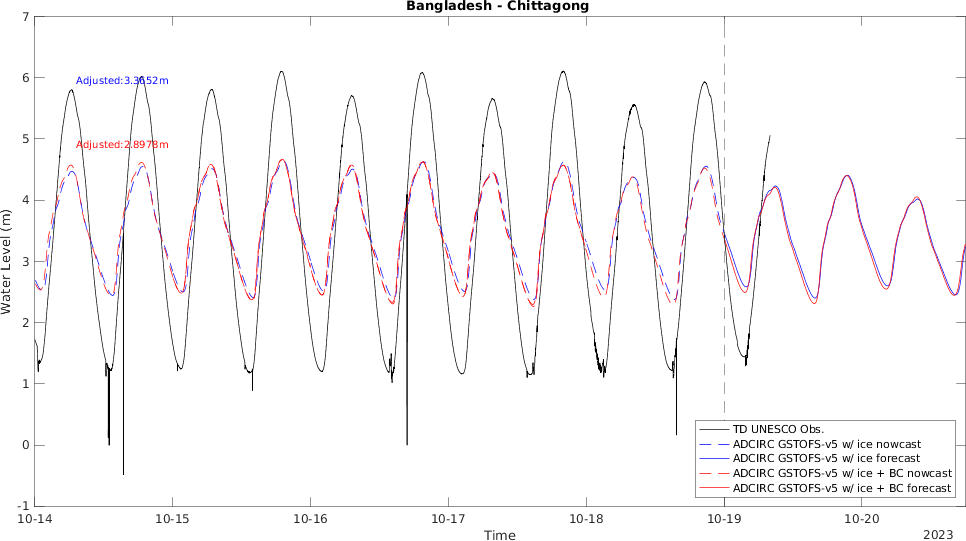 Bangladesh - Chittagong
7
6
5
4
3
2
1
0
-1
Water Level (m)
Adjusted:3.3652m
Adjusted:2.8978m
TD UNESCO Obs.
ADCIRC GSTOFS-v5 w/ ice nowcast
ADCIRC GSTOFS-v5 w/ ice forecast
ADCIRC GSTOFS-v5 w/ ice + BC nowcast
ADCIRC GSTOFS-v5 w/ ice + BC forecast
10-14 10-15 10-16 10-17 10-18 10-19 10-20
Time
2023